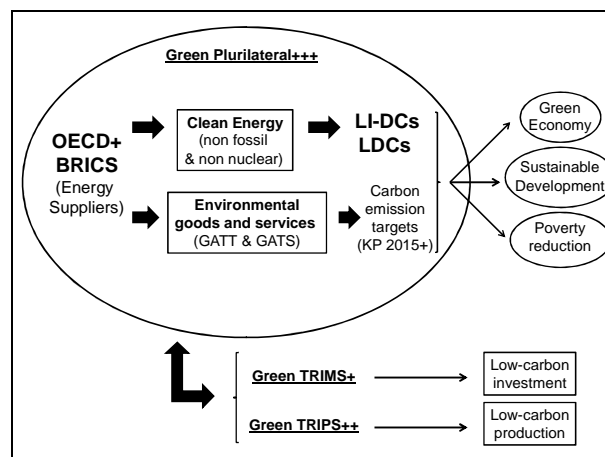 Green Plurilateral+++
OECD+
BRICS
(Energy
Suppliers)
Clean Energy
(non fossil
& non nuclear)
Environmental
goods and services
(GATT & GATS)
LI-DCs
LDCs
Carbon
emission
targets
(KP 2015+)
Green
Economy
Sustainable
Development
Poverty
reduction
Green TRIMS+
Low-carbon
investment
Green TRIPS++
Low-carbon
production